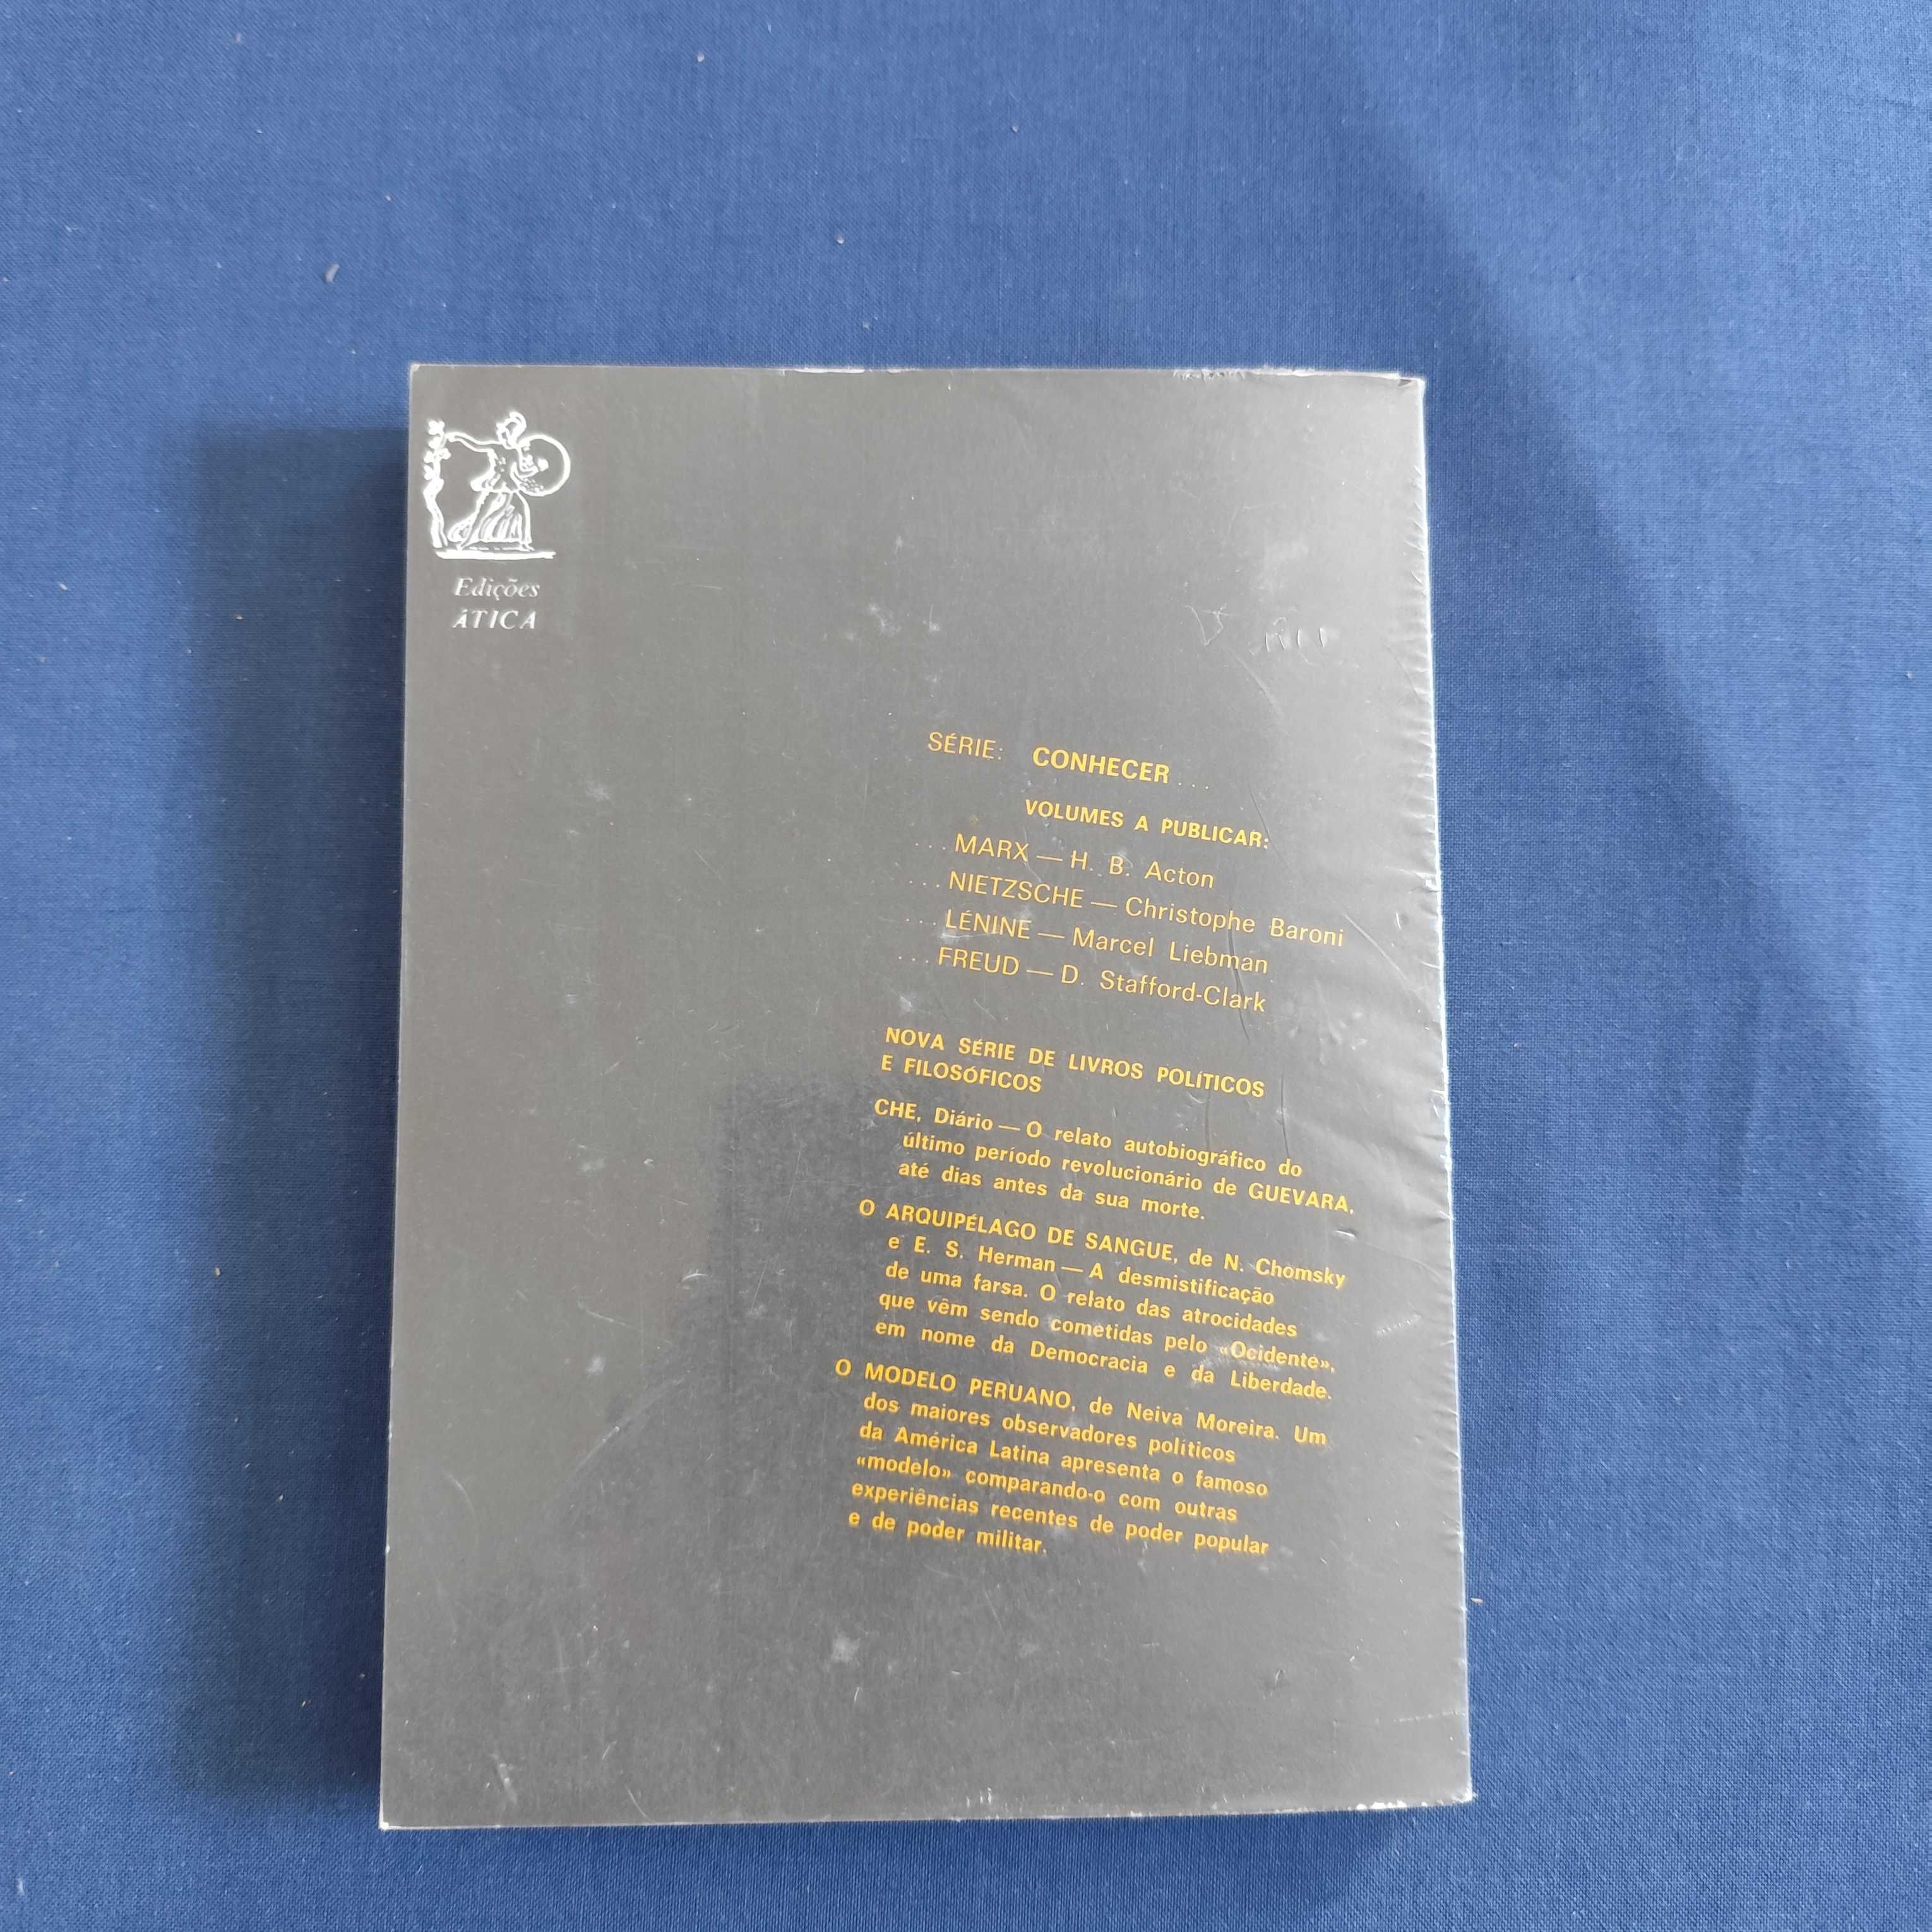 Edições
ÁTICA
SÉRIE: CONHECER ....
VOLUMES A PUBLICAR:
... MARX — H. B. Acton
... NIETZSCHE — Christophe Baroni
... LÉNINE — Marcel Liebman
... FREUD — D. Stafford-Clark
NOVA SÉRIE DE LIVROS POLÍTICOS
E FILOSÓFICOS
CHE, Diário — O relato autobiográfico do
último período revolucionário de GUEVARA,
até dias antes da sua morte.
O ARQUIPÉLAGO DE SANGUE, de N. Chomsky
e E. S. Herman — A desmistificação
de uma farsa. O relato das atrocidades
que vêm sendo cometidas pelo «Ocidente»,
em nome da Democracia e da Liberdade.
O MODELO PERUANO, de Neiva Moreira. Um
dos maiores observadores políticos
da América Latina apresenta o famoso
«modelo» comparando-o com outras
experiências recentes de poder popular
e de poder militar.